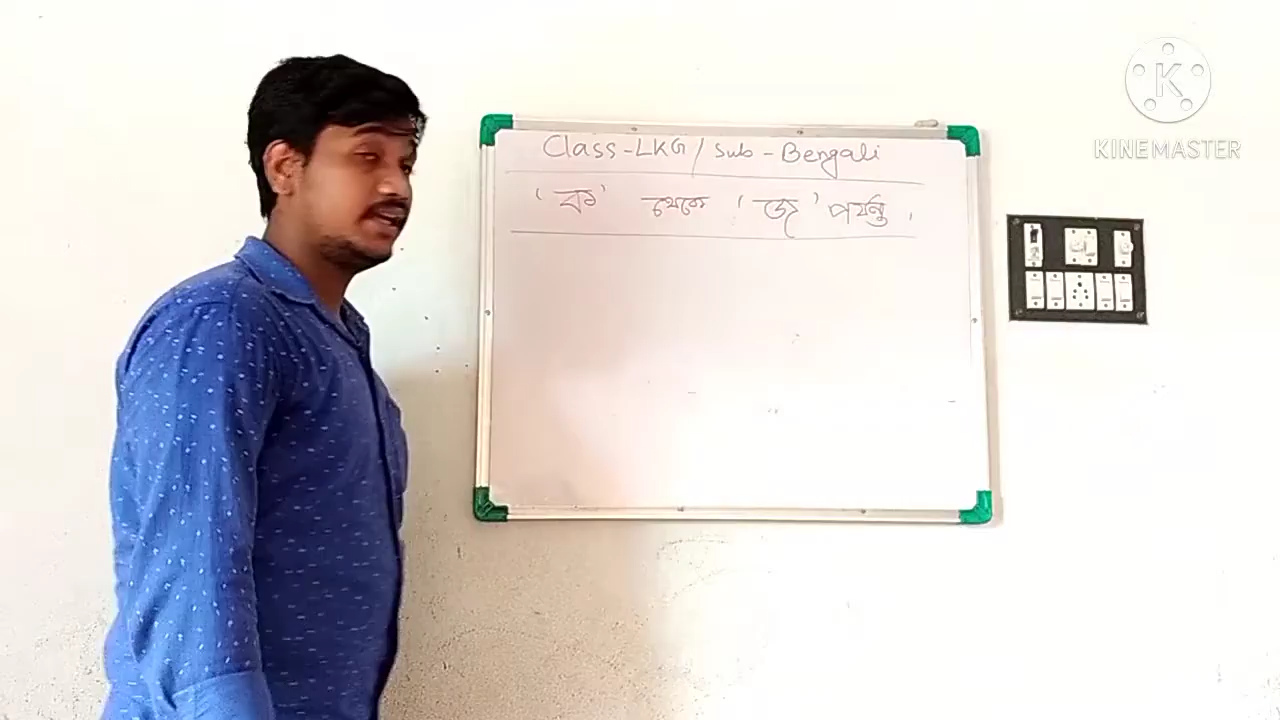 Class - LKG / Sub - Bengali
' ক ' থেকে ' জ ' পর্যন্ত ।
K
KINEMASTER